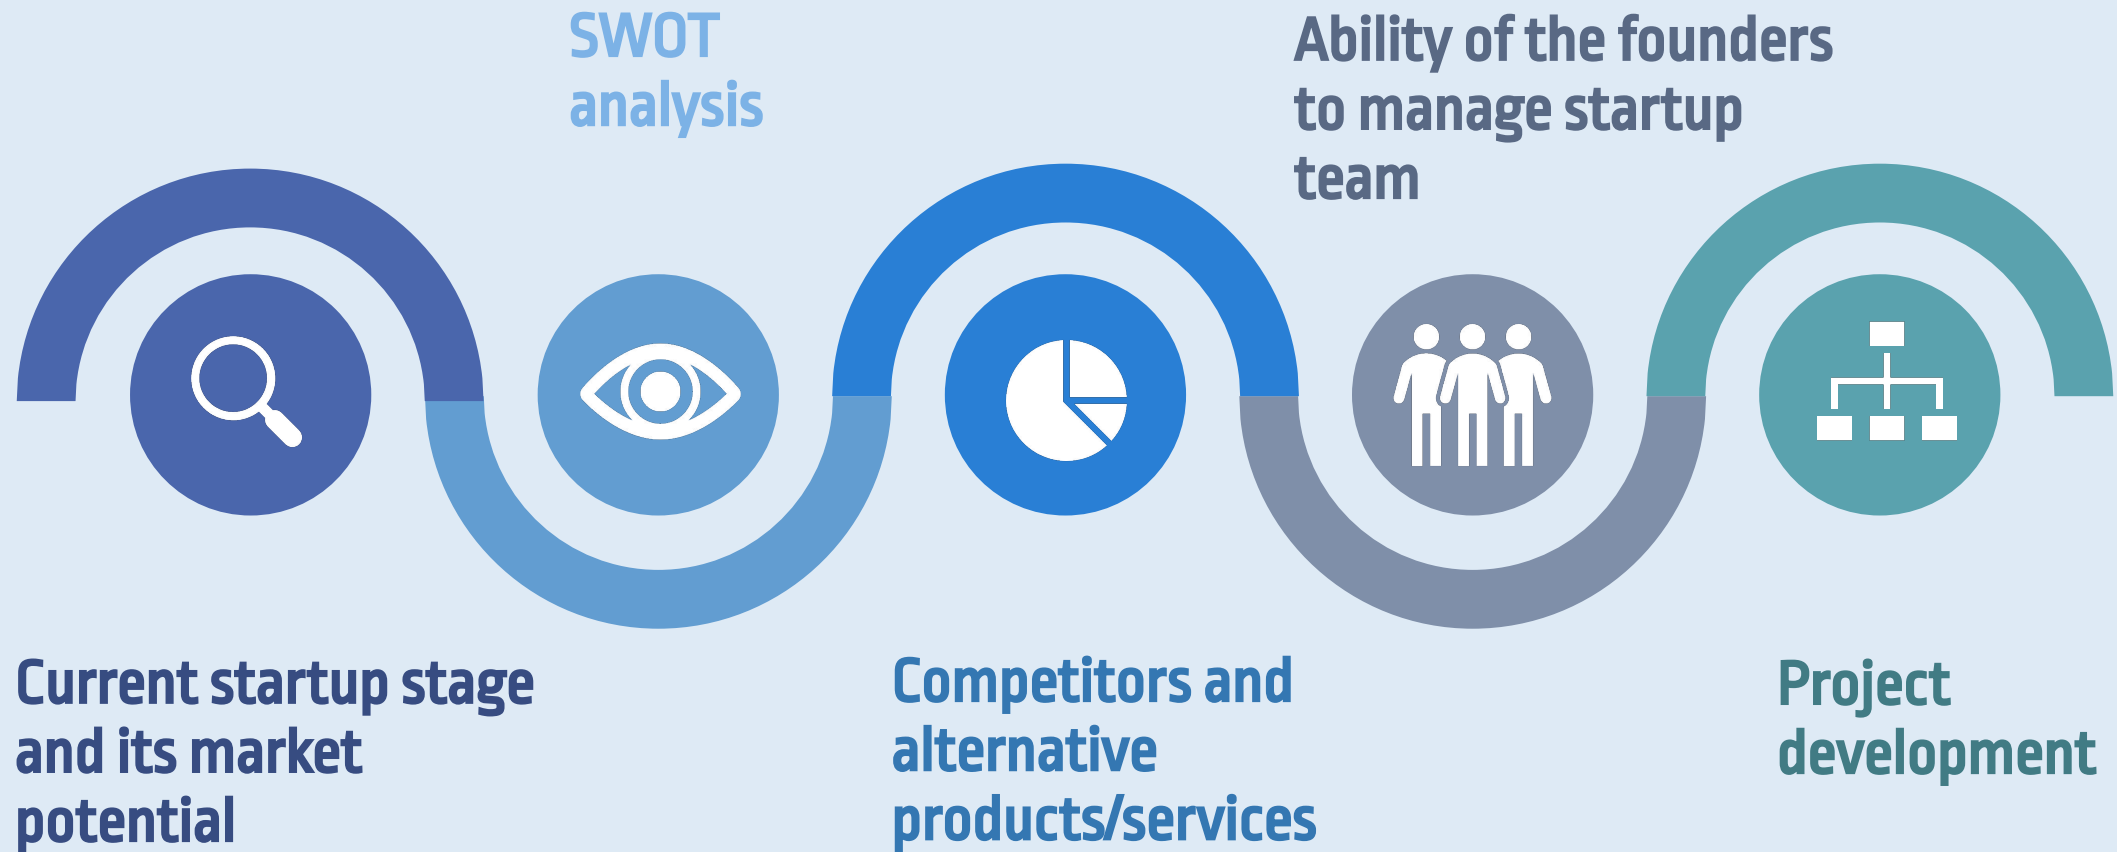 Current startup stage
and its market
potential
SWOT
analysis
Competitors and
alternative
products/services
Ability of the founders
to manage startup
team
Project
development